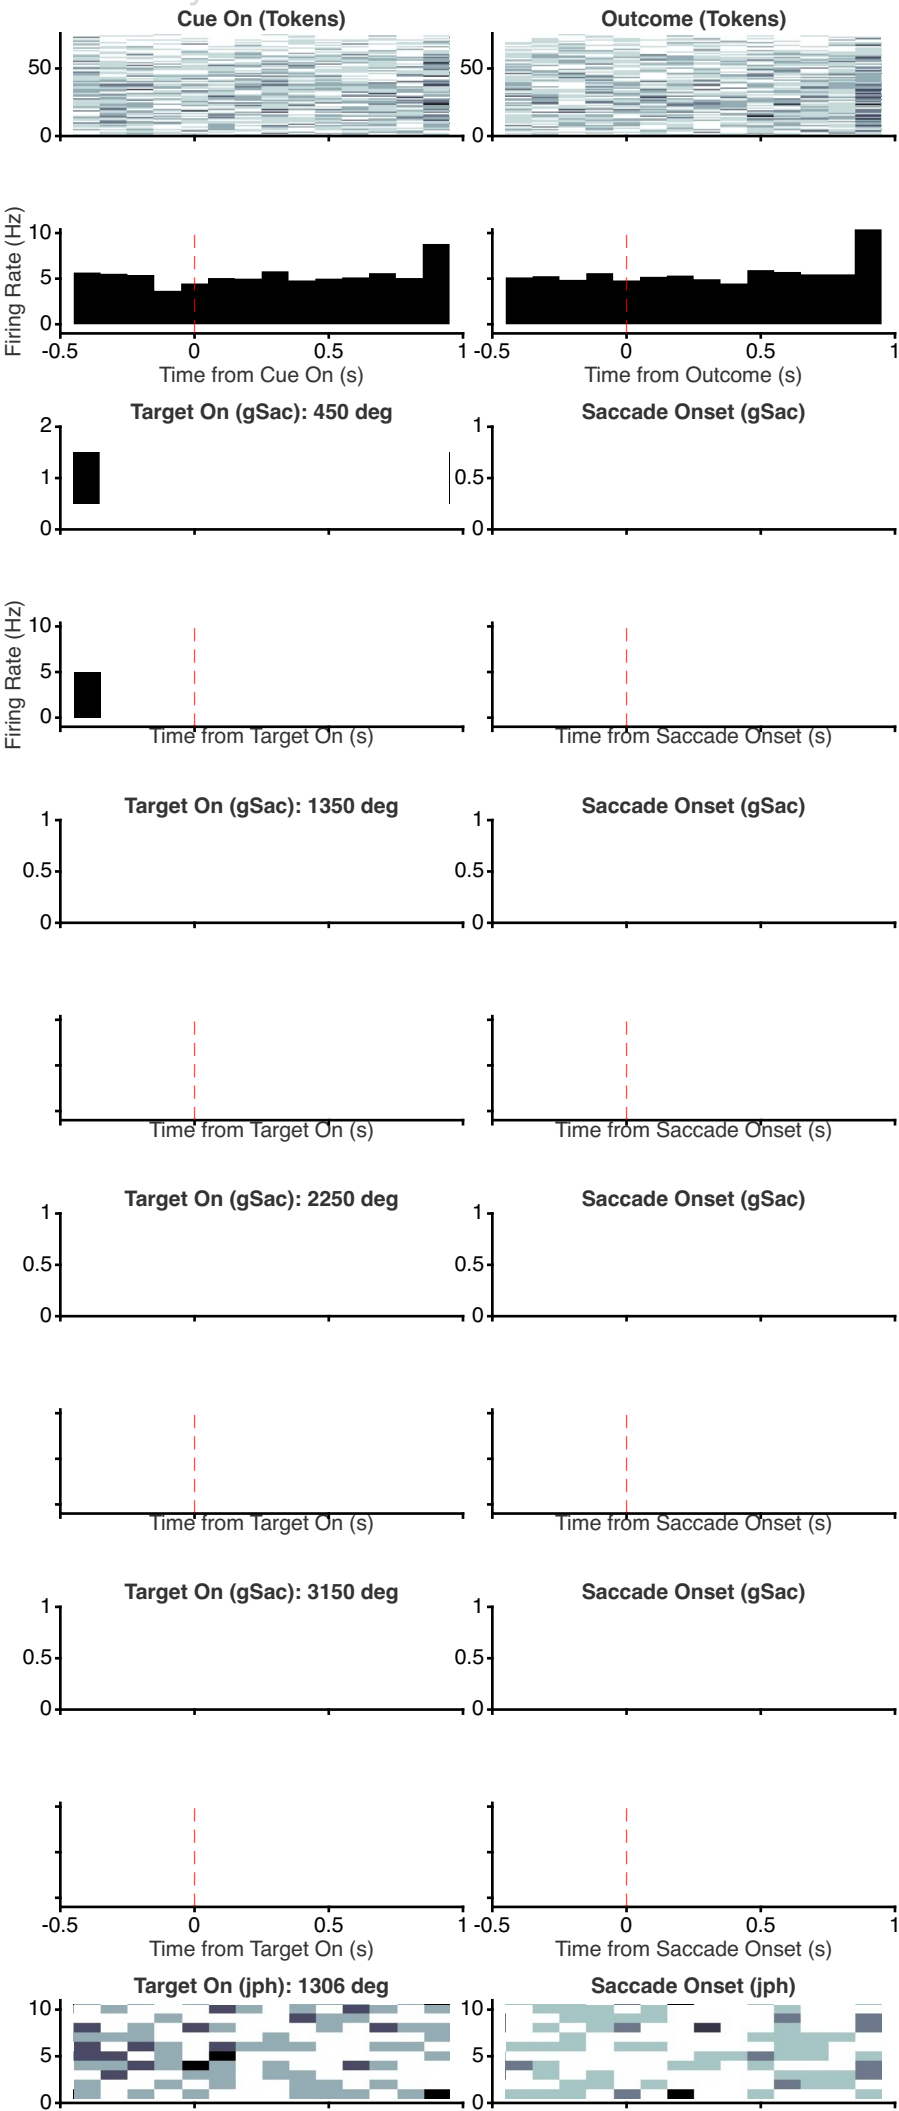 Cue On (Tokens) Outcome (Tokens)
50 50
0 0
Firing Rate (Hz)
10
5
0
-0.5 0 0.5 1 -0.5 0 0.5 1
Time from Cue On (s) Time from Outcome (s)
Target On (gSac): 450 deg Saccade Onset (gSac)
2 1
1 0.5
0 0
Firing Rate (Hz)
10
5
0
Time from Target On (s) Time from Saccade Onset (s)
Target On (gSac): 1350 deg Saccade Onset (gSac)
1 1
0.5 0.5
0 0
Time from Target On (s) Time from Saccade Onset (s)
Target On (gSac): 2250 deg Saccade Onset (gSac)
1 1
0.5 0.5
0 0
Time from Target On (s) Time from Saccade Onset (s)
Target On (gSac): 3150 deg Saccade Onset (gSac)
1 1
0.5 0.5
0 0
-0.5 0 0.5 1 -0.5 0 0.5 1
Time from Target On (s) Time from Saccade Onset (s)
Target On (jph): 1306 deg Saccade Onset (jph)
10 10
5 5
0 0